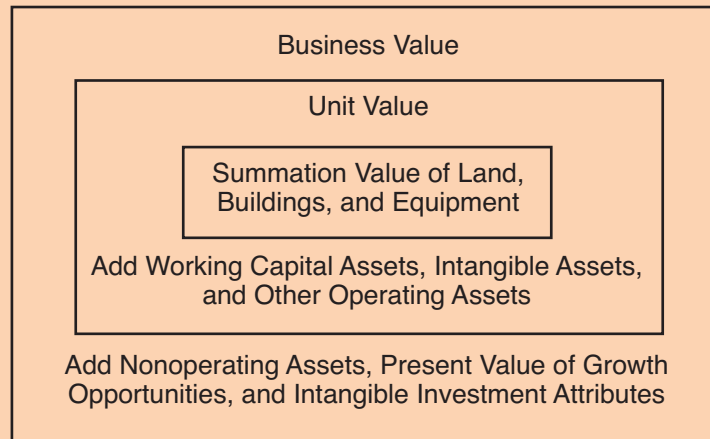 Business Value
Unit Value
Summation Value of Land,
Buildings, and Equipment
Add Working Capital Assets, Intangible Assets,
and Other Operating Assets
Add Nonoperating Assets, Present Value of Growth
Opportunities, and Intangible Investment Attributes